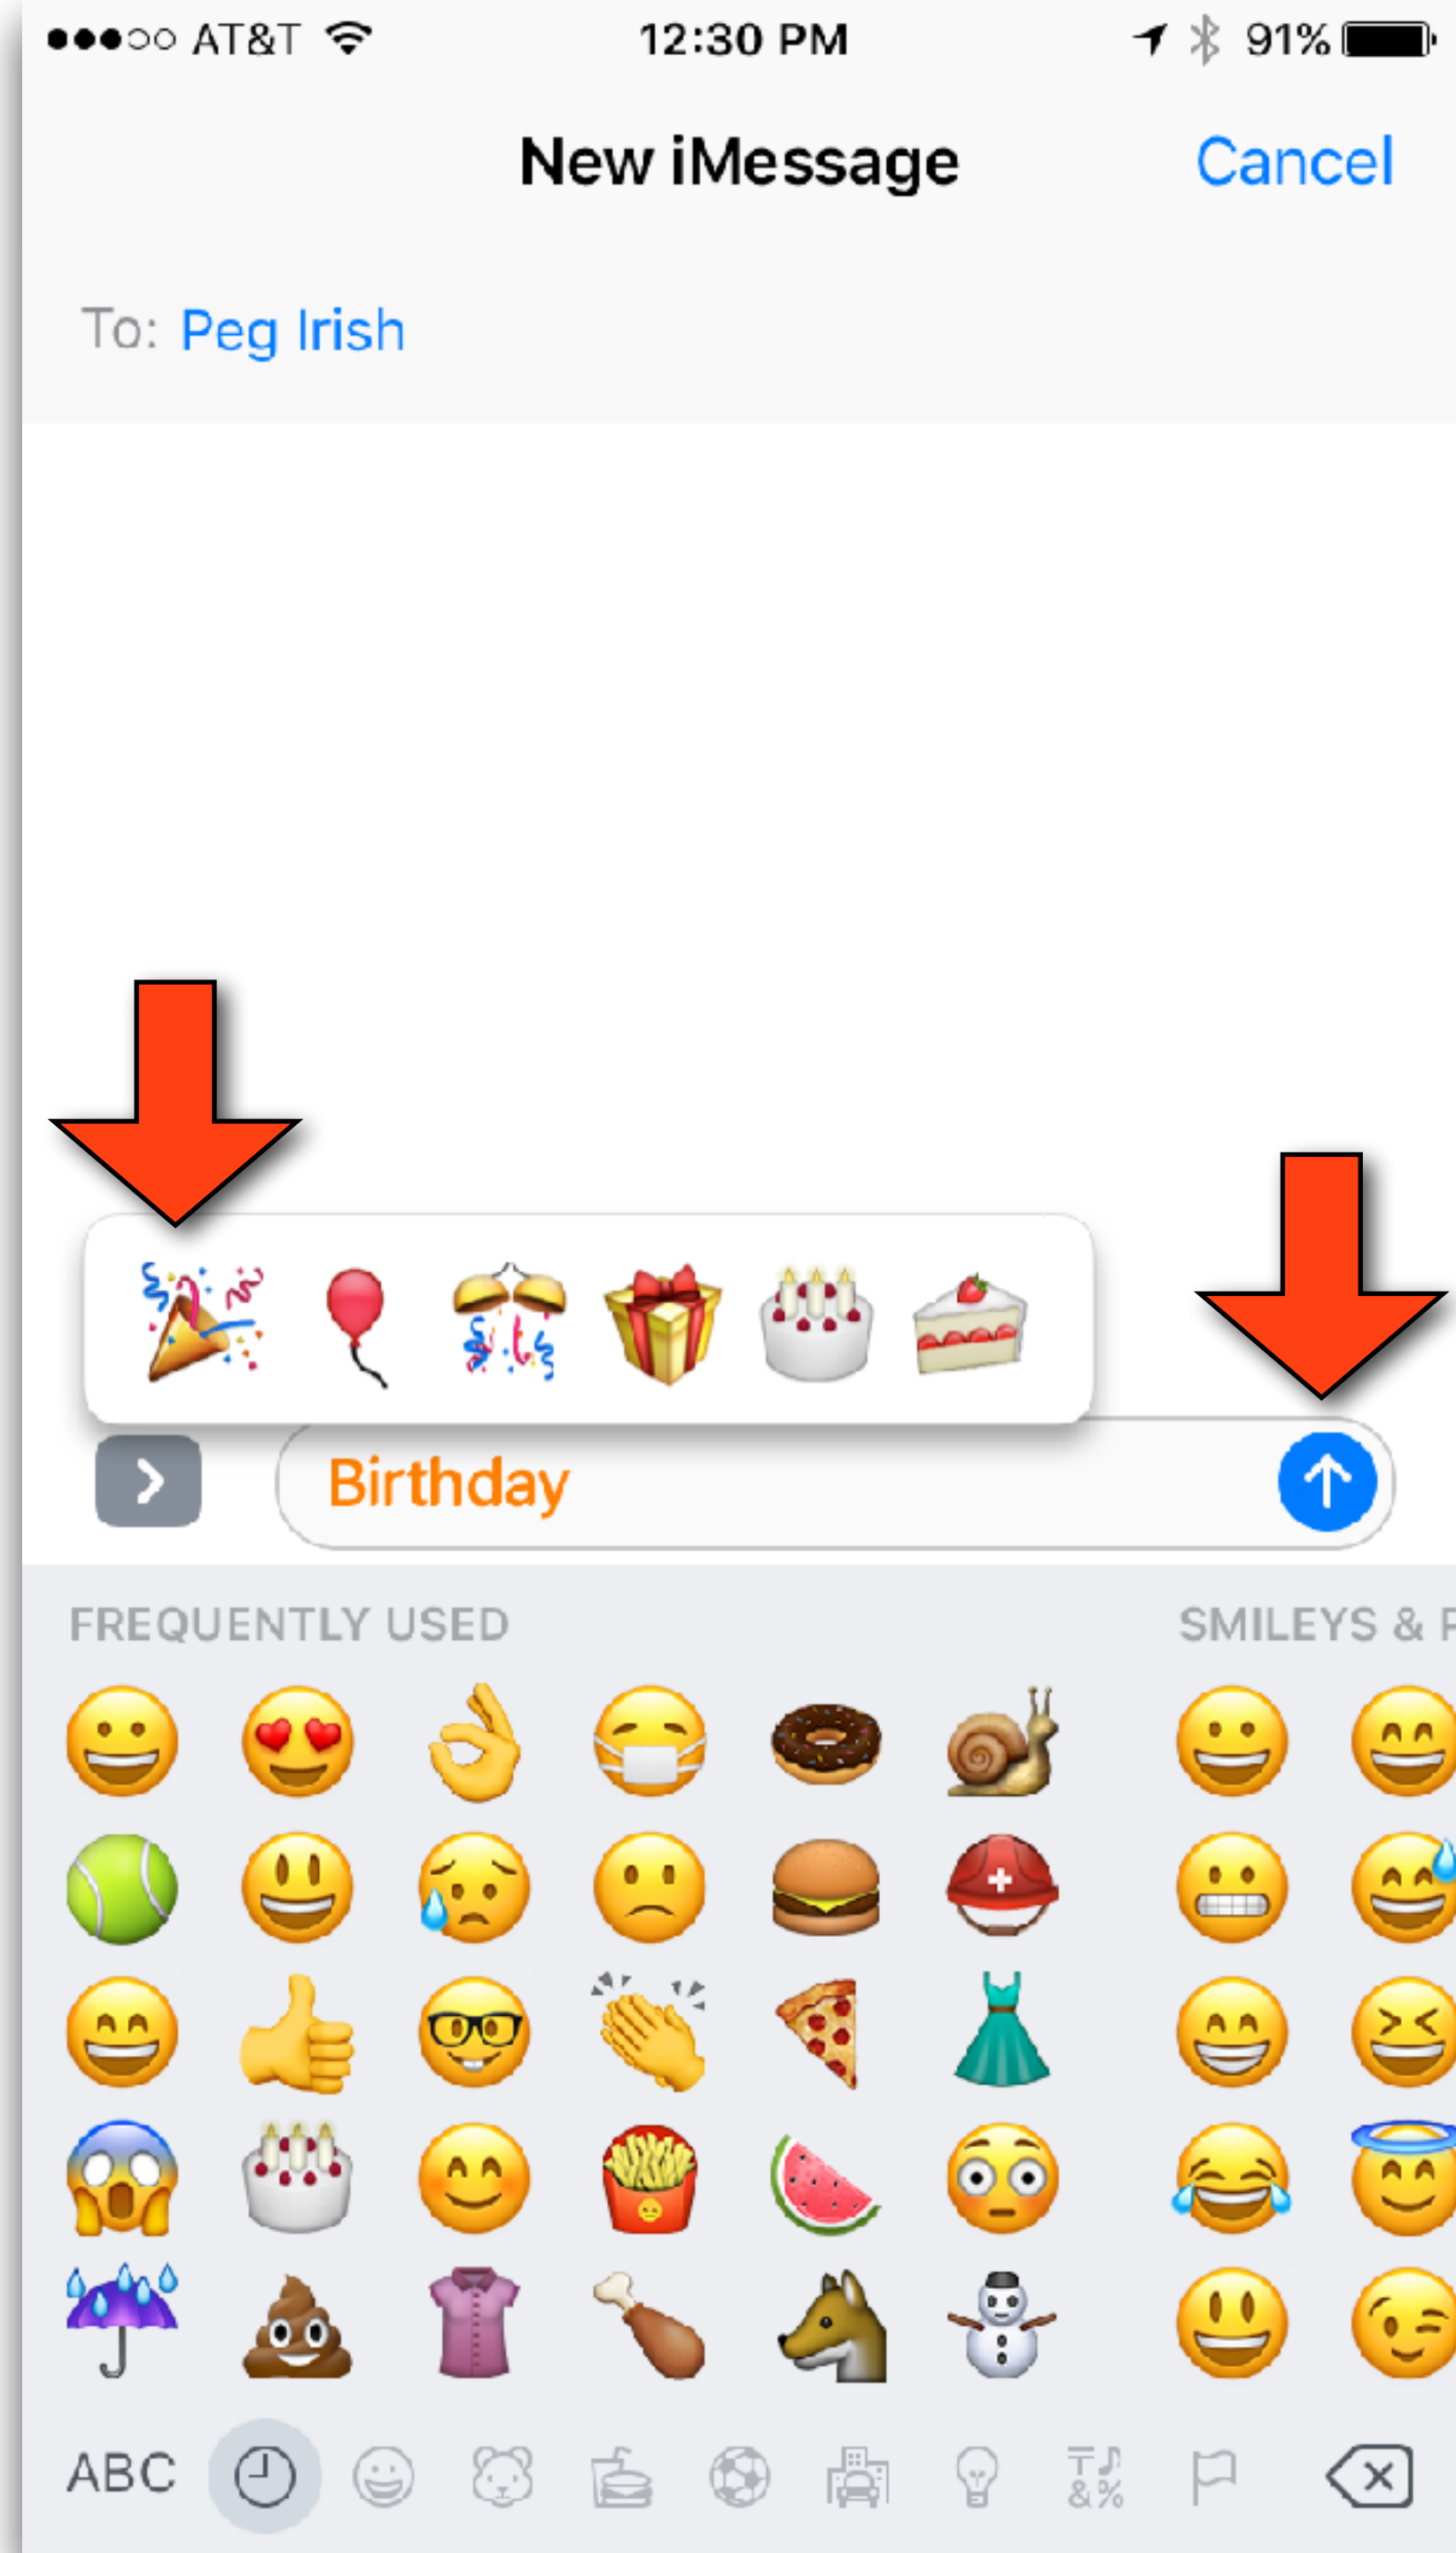 AT&T 12:30 PM 91%
New iMessage Cancel
To: Peg Irish
Birthday
FREQUENTLY USED SMILEYS & P
ABC &%